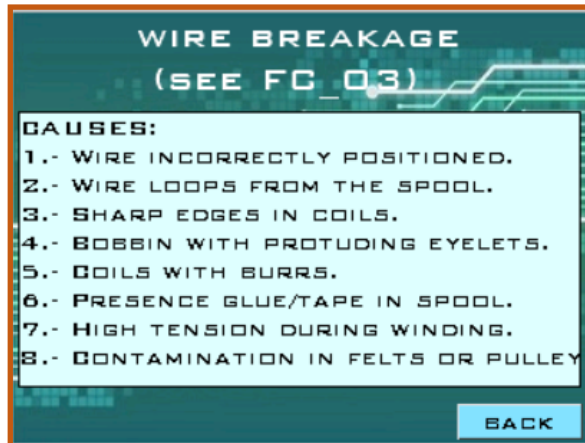 WIRE BREAKAGE
(SEE FC_03)
CAUSES:
1.- WIRE INCORRECTLY POSITIONED.
2.- WIRE LOOPS FROM THE SPOOL.
3.- SHARP EDGES IN COILS.
4.- BOBBIN WITH PROTUDING EYELETS.
5.- COILS WITH BURRS.
6.- PRESENCE GLUE/TAPE IN SPOOL.
7.- HIGH TENSION DURING WINDING.
8.- CONTAMINATION IN FELTS OR PULLEY
BACK